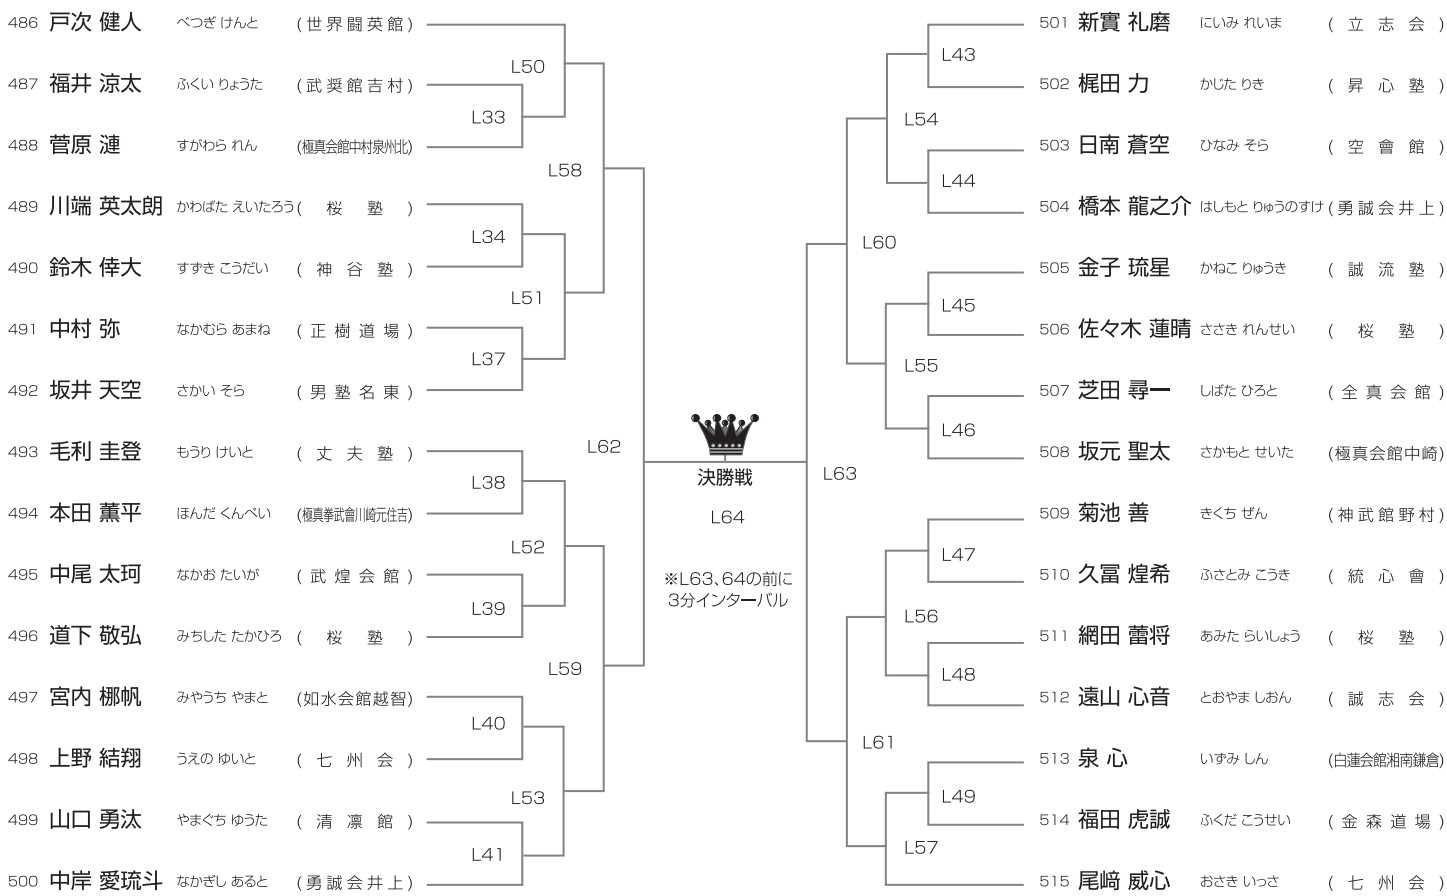 486 戸次 健人 べつぎ けんと (世界闘英館)
487 福井 涼太 ふくい りょうた (武奨館吉村)
488 菅原 漣 すがわら れん (極真会館中村泉州北)
489 川端 英太朗 かわばた えいたろう (桜塾)
490 鈴木 倖大 すずき こうだい (神谷塾)
491 中村 弥 なかむら あまね (正樹道場)
492 坂井 天空 さかい そら (男塾名東)
493 毛利 圭登 もうり けいと (丈夫塾)
494 本田 薫平 ほんだ くんぺい (極真拳武會川崎元住吉)
495 中尾 太珂 なかお たいが (武煌会館)
496 道下 敬弘 みちした たかひろ (桜塾)
497 宮内 梛帆 みやうち やまと (如水会館越智)
498 上野 結翔 うえの ゆいと (七州会)
499 山口 勇汰 やまぐち ゆうた (清凛館)
500 中岸 愛琉斗 なかぎし あると (勇誠会井上)
L50
L33
L58
L34
L51
L37
L62
L38
L52
L39
L59
L40
L53
L41
決勝戦
L64
※L63、64の前に
3分インターバル
L43
L54
L44
L60
L45
L55
L46
L63
L47
L56
L48
L61
L49
L57
501 新實 礼磨 にいみ れいま (立志会)
502 梶田 力 かじた りき (昇心塾)
503 日南 蒼空 ひなみ そら (空會館)
504 橋本 龍之介 はしもと りゅうのすけ (勇誠会井上)
505 金子 琉星 かねこ りゅうき (誠流塾)
506 佐々木 蓮晴 ささき れんせい (桜塾)
507 芝田 尋一 しばた ひろと (全真会館)
508 坂元 聖太 さかもと せいた (極真会館中崎)
509 菊池 善 きくち ぜん (神武館野村)
510 久冨 煌希 ふさとみ こうき (統心會)
511 網田 蕾将 あみた らいしょう (桜塾)
512 遠山 心音 とおやま しおん (誠志会)
513 泉 心 いずみ しん (白蓮会館湘南鎌倉)
514 福田 虎誠 ふくだ こうせい (金森道場)
515 尾﨑 威心 おさき いっさ (七州会)